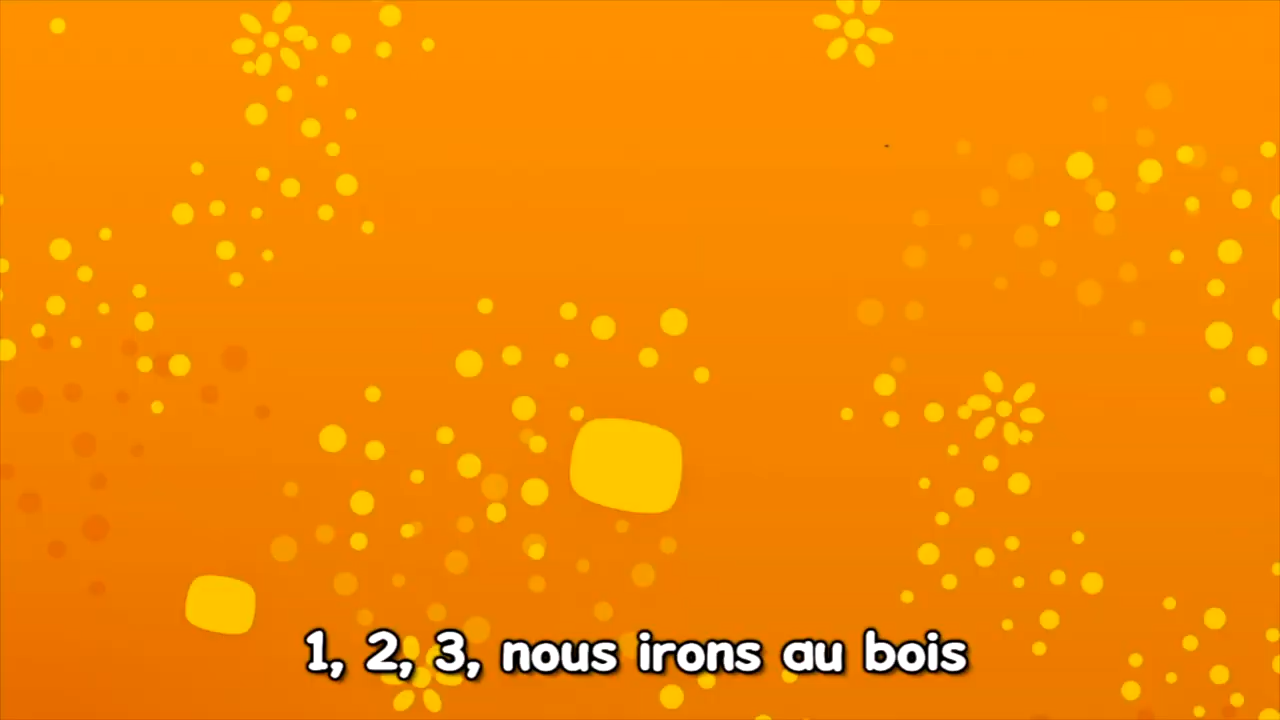 1, 2, 3, nous irons au bois